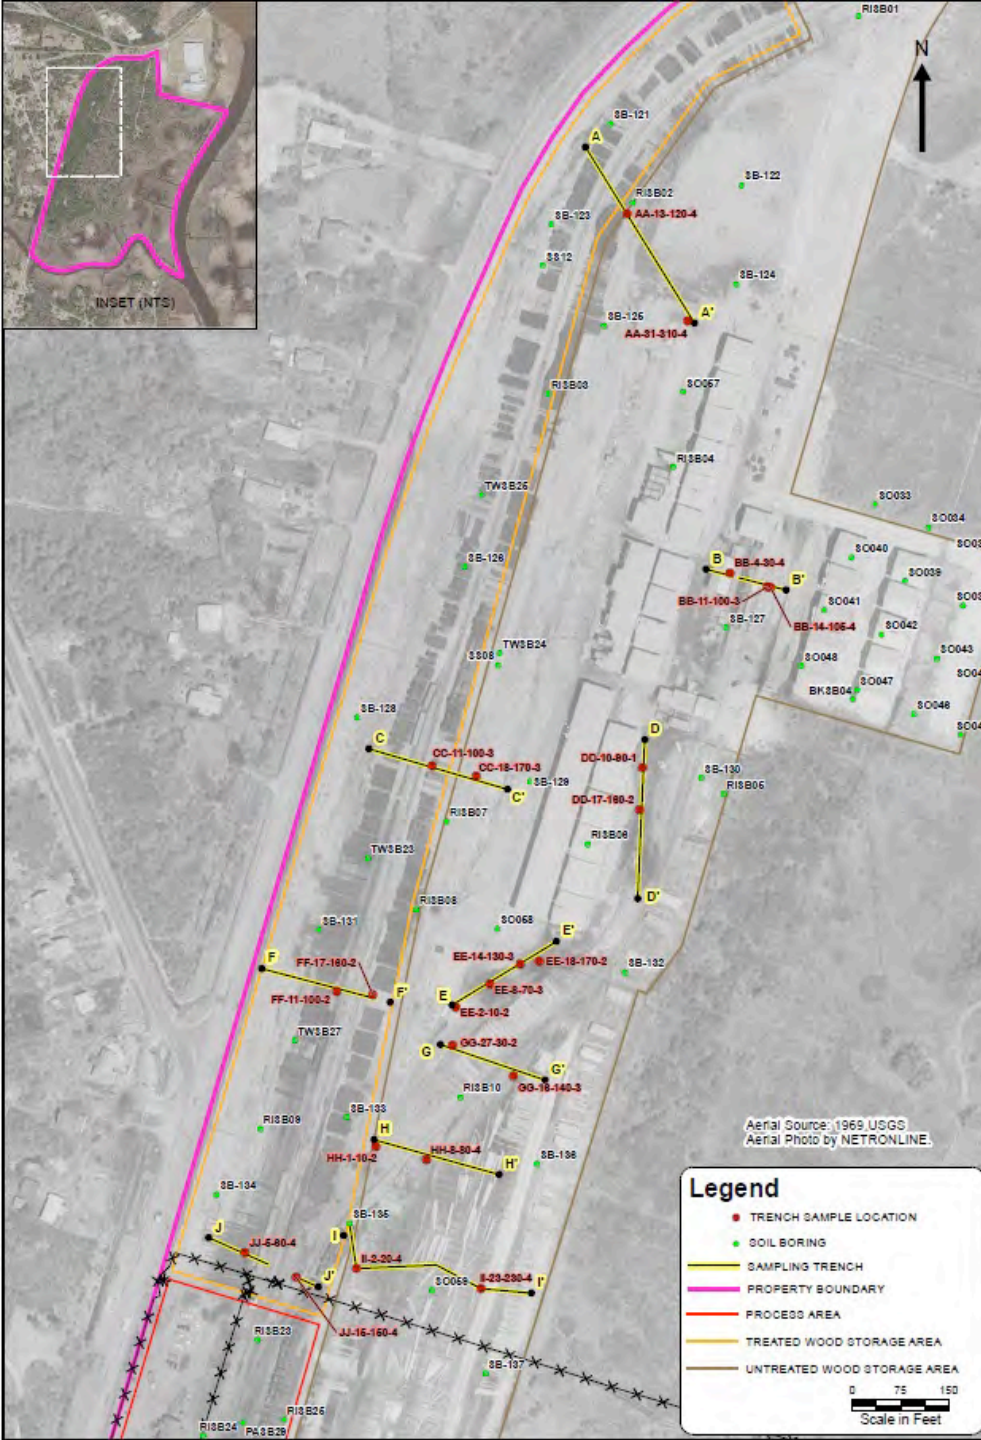 RISB01
N
SB-121
A
SB-122
RISB02
AA-13-120-4
SB-123
SS12
SB-124
INSET (NTS)
SB-125
A'
AA-31-310-4
RISB03
SO057
RISB04
TWSB25
SO033
SO034
SO03
SB-126
B
BB-4-30-4
SO040
B'
SO039
BB-11-100-3
SO03
SO041
BB-14-105-4
SB-127
SO042
TWSB24
SS08
SO048
SO043
SO04
BKSB04
SO047
SB-128
SO046
SO04
C
D
CC-11-100-3
DD-10-90-1
CC-18-170-3
SB-129
SB-130
C'
RISB05
DD-17-160-2
RISB07
RISB06
TWSB23
D'
RISB08
SB-131
SO058
E'
FF-17-160-2
EE-14-130-3
EE-18-170-2
F
SB-132
EE-8-70-3
FF-11-100-2
F'
E
EE-2-10-2
TWSB27
G
GG-27-30-2
G'
GG-16-140-3
RISB10
SB-133
RISB09
H
Aerial Source: 1969,USGS
Aerial Photo by NETRONLINE.
HH-1-10-2
HH-8-80-4
H'
SB-136
SB-134
SB-135
J
I
JJ-5-60-4
II-2-20-4
J'
SO059
II-23-230-4
I'
JJ-15-150-4
RISB23
SB-137
RISB24
PASB29
RISB25
Legend
TRENCH SAMPLE LOCATION
SOIL BORING
SAMPLING TRENCH
PROPERTY BOUNDARY
PROCESS AREA
TREATED WOOD STORAGE AREA
UNTREATED WOOD STORAGE AREA
0 75 150
Scale in Feet